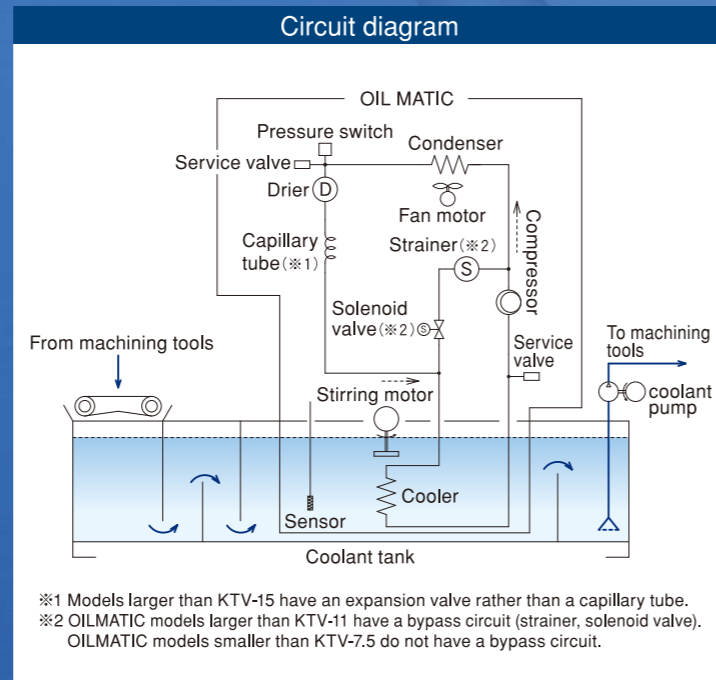 Circuit diagram
OIL MATIC
Pressure switch
Condenser
Service valve
Drier
D
Fan motor
Compressor
Capillary
tube(※1)
Strainer(※2)
S
Solenoid
valve(※2)
S
From machining tools
To machining
tools
Service
valve
Stirring motor
coolant
pump
Cooler
Sensor
Coolant tank
※1 Models larger than KTV-15 have an expansion valve rather than a capillary tube.
※2 OILMATIC models larger than KTV-11 have a bypass circuit (strainer, solenoid valve).
OILMATIC models smaller than KTV-7.5 do not have a bypass circuit.